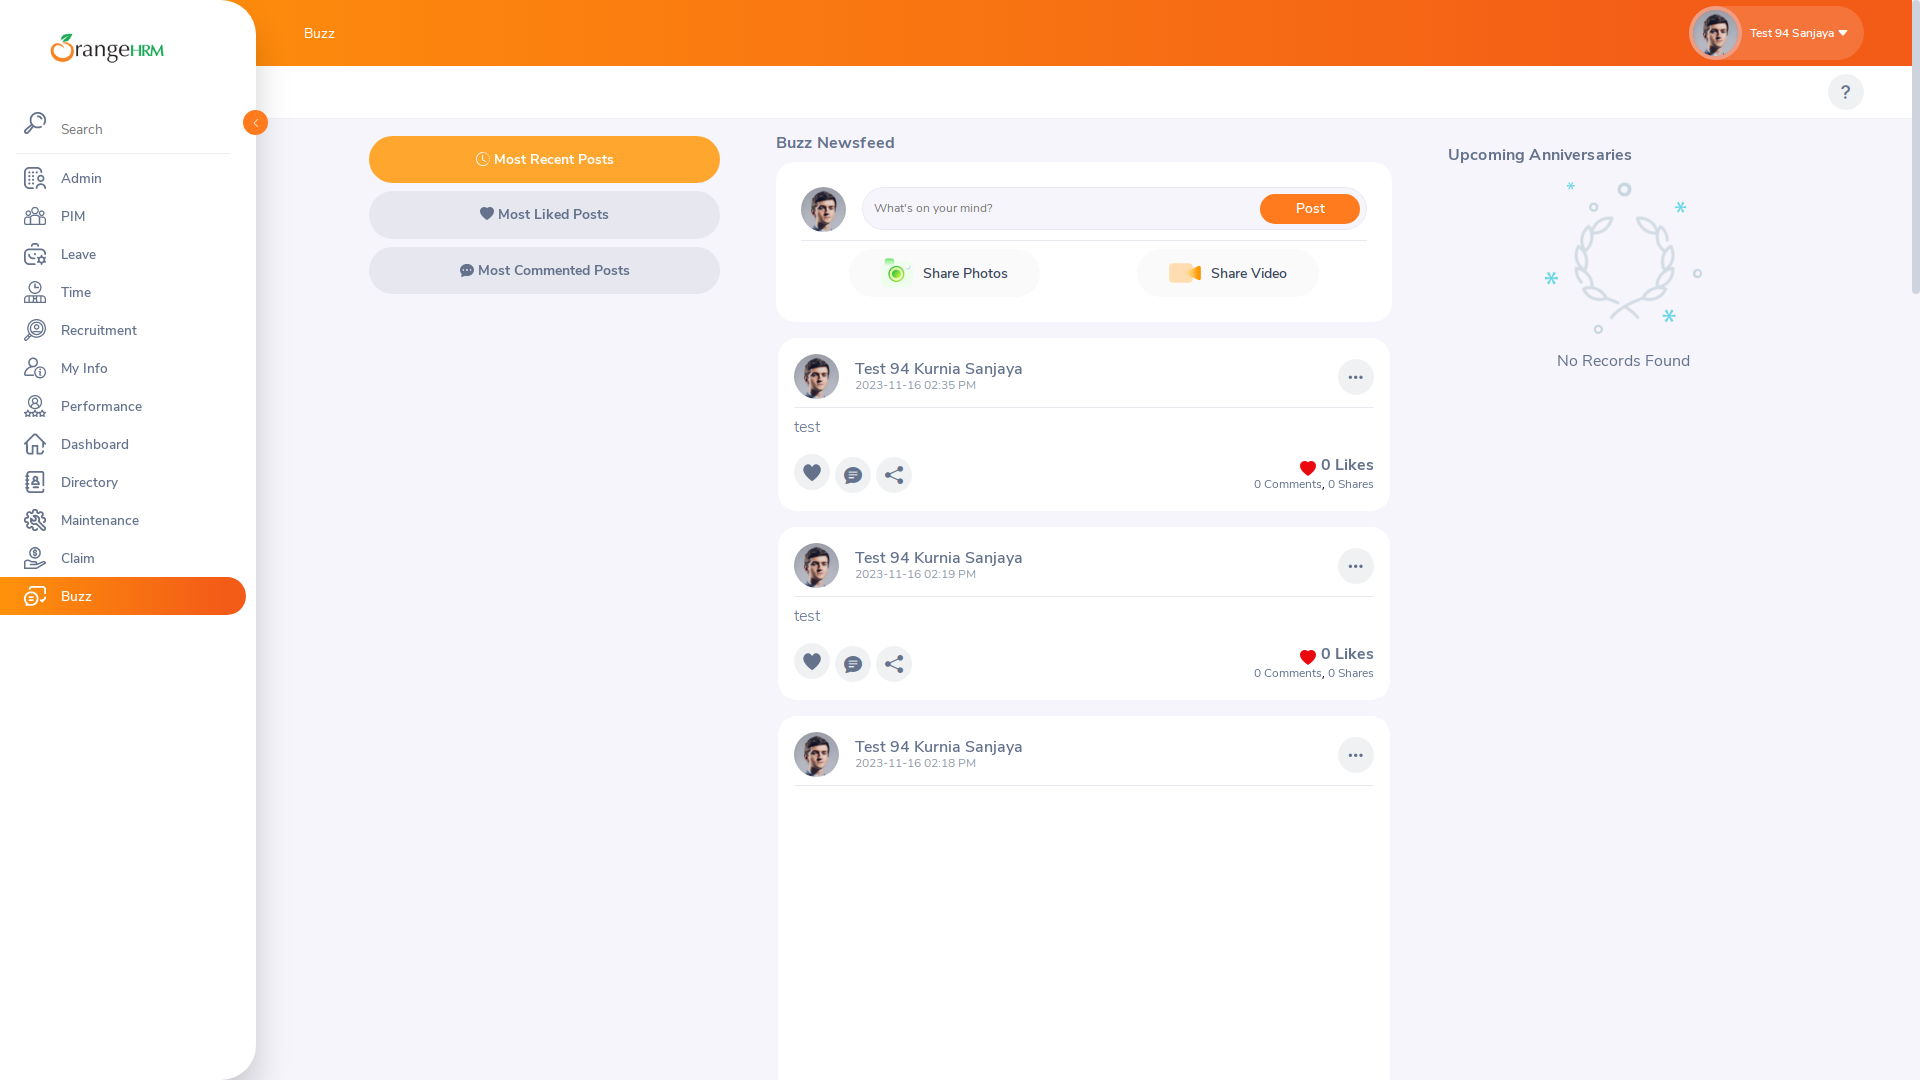 OrangeHRM
Search
Admin
PIM
Leave
Time
Recruitment
My Info
Performance
Dashboard
Directory
Maintenance
Claim
Buzz
Buzz
Test 94 Sanjaya
?
Most Recent Posts
Most Liked Posts
Most Commented Posts
Buzz Newsfeed
What's on your mind?
Post
Share Photos
Share Video
Test 94 Kurnia Sanjaya
2023-11-16 02:35 PM
test
0 Likes
0 Comments, 0 Shares
Test 94 Kurnia Sanjaya
2023-11-16 02:19 PM
test
0 Likes
0 Comments, 0 Shares
Test 94 Kurnia Sanjaya
2023-11-16 02:18 PM
Upcoming Anniversaries
No Records Found